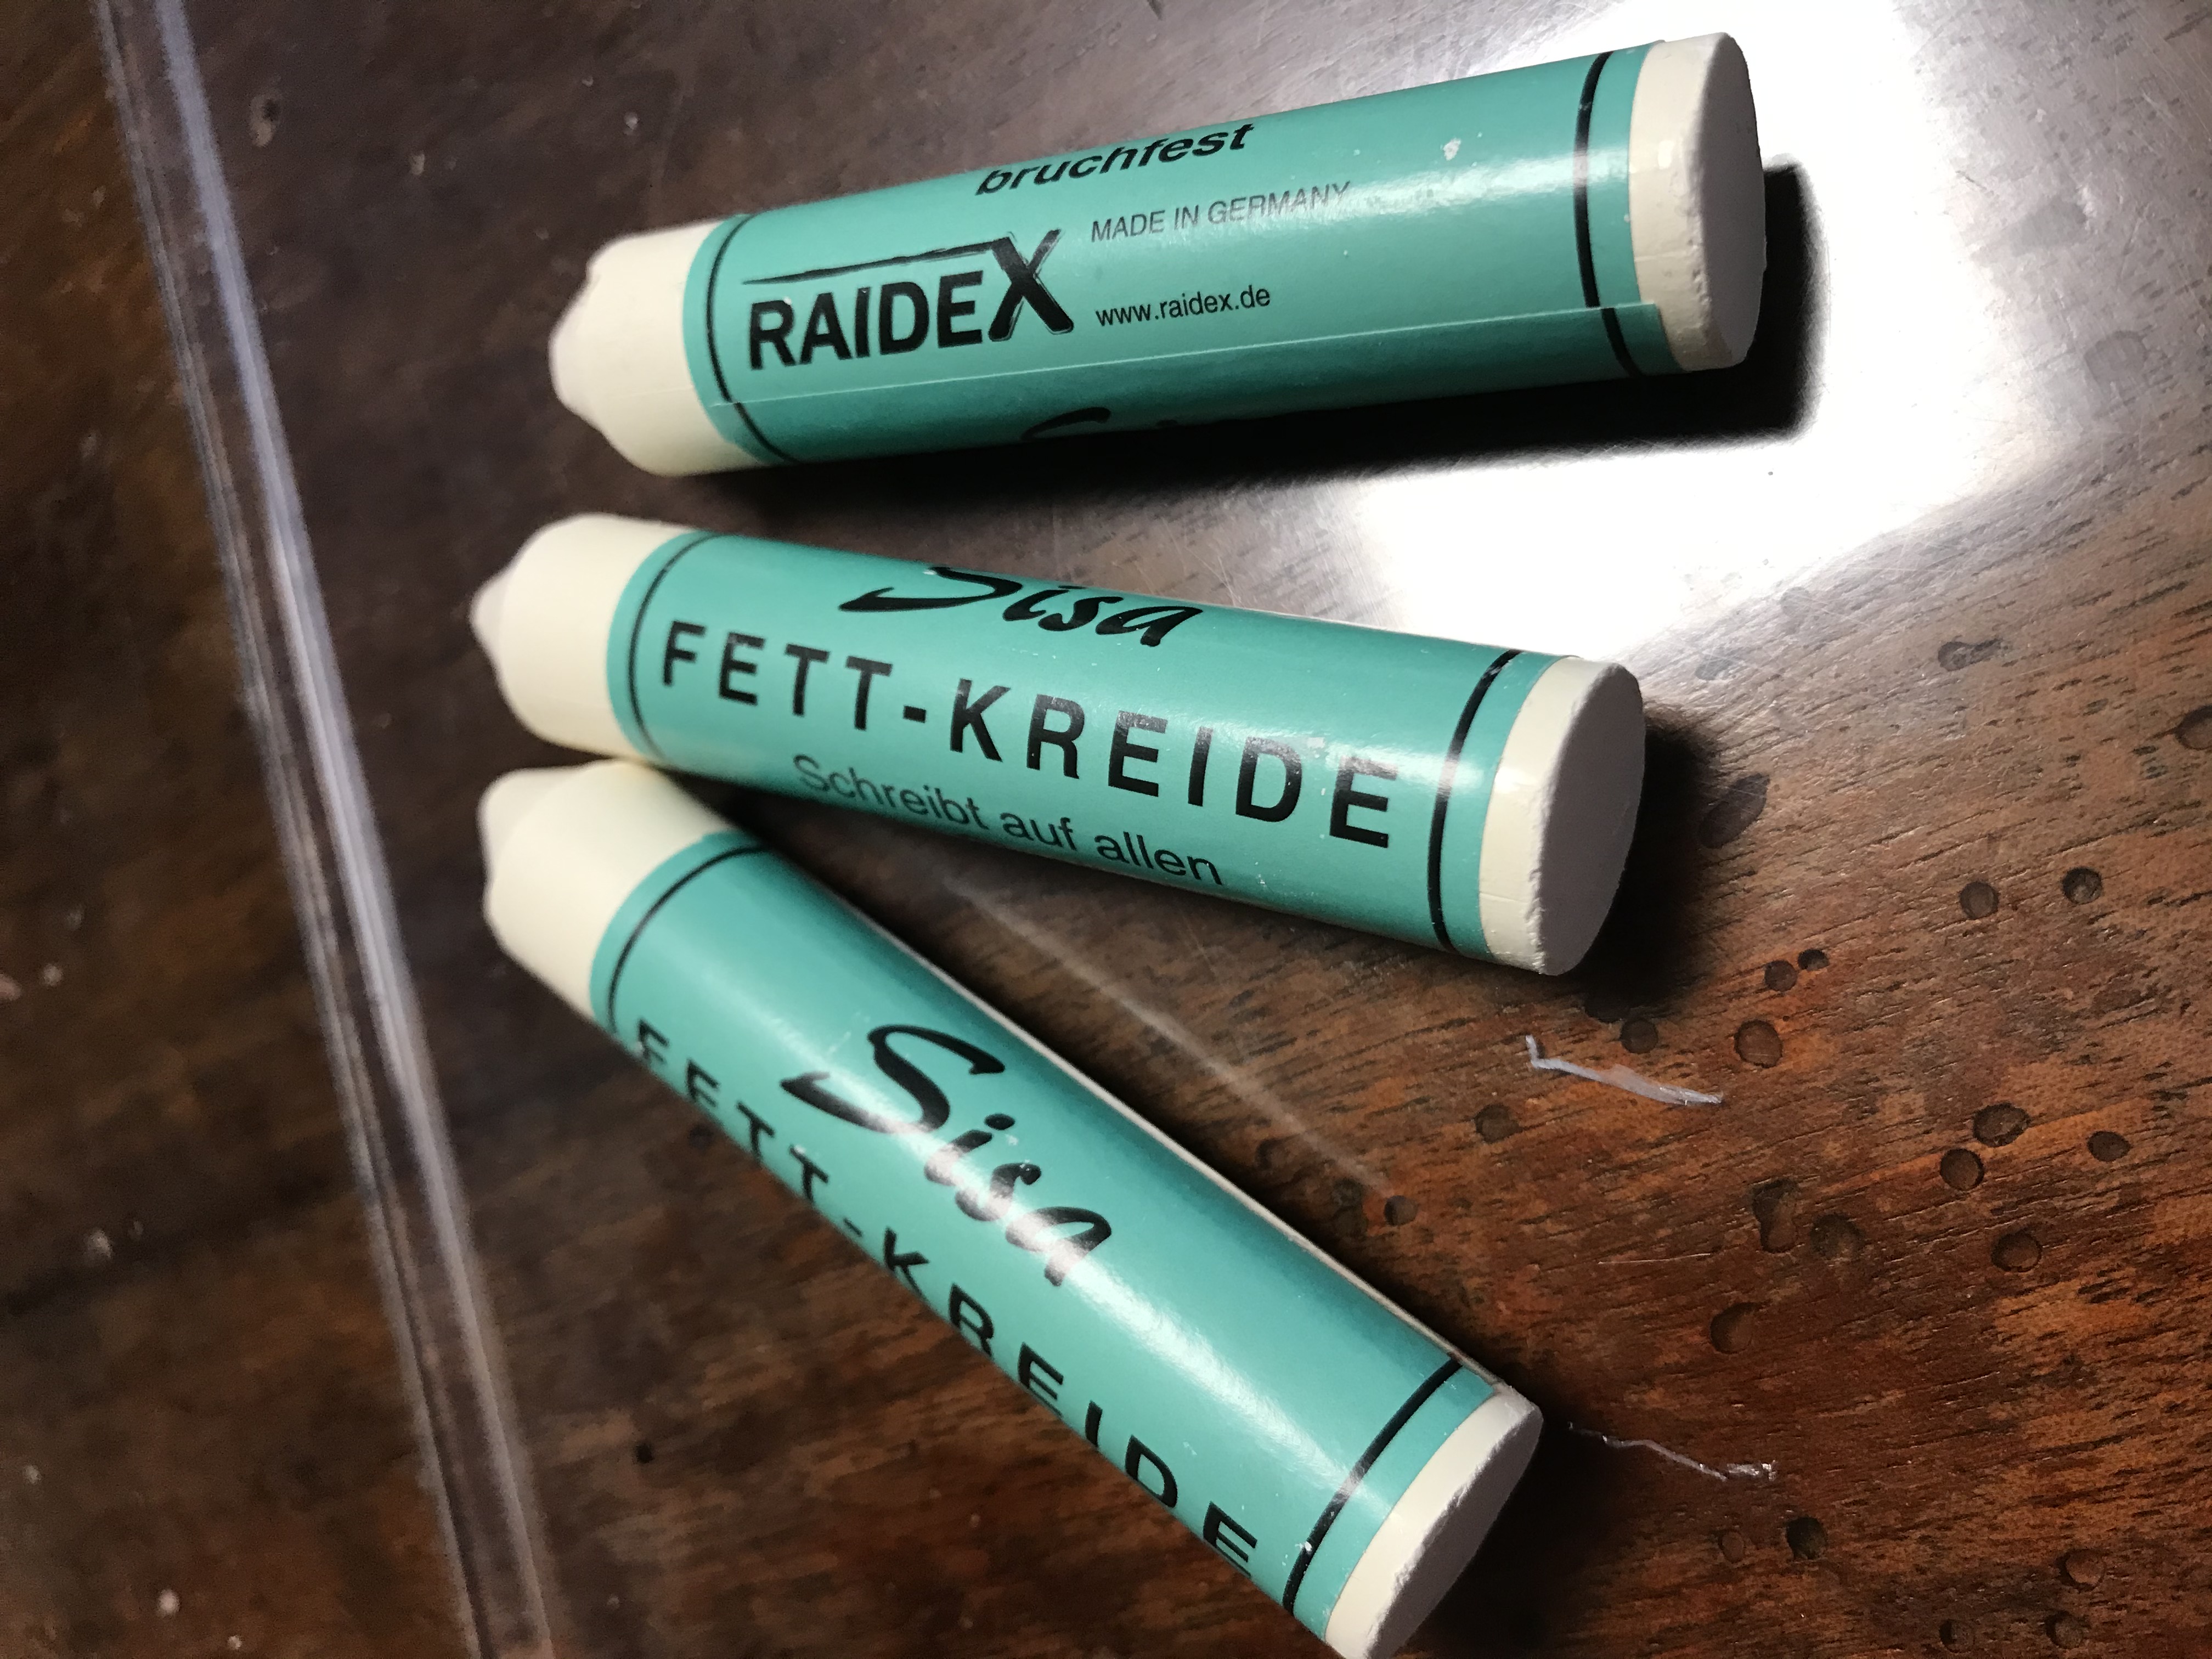 bruchfest
MADE IN GERMANY
RAIDEX
www.raidex.de
Sisa
FETT-KREIDE
Schreibt auf allen
Sisa
FETT-KREIDE